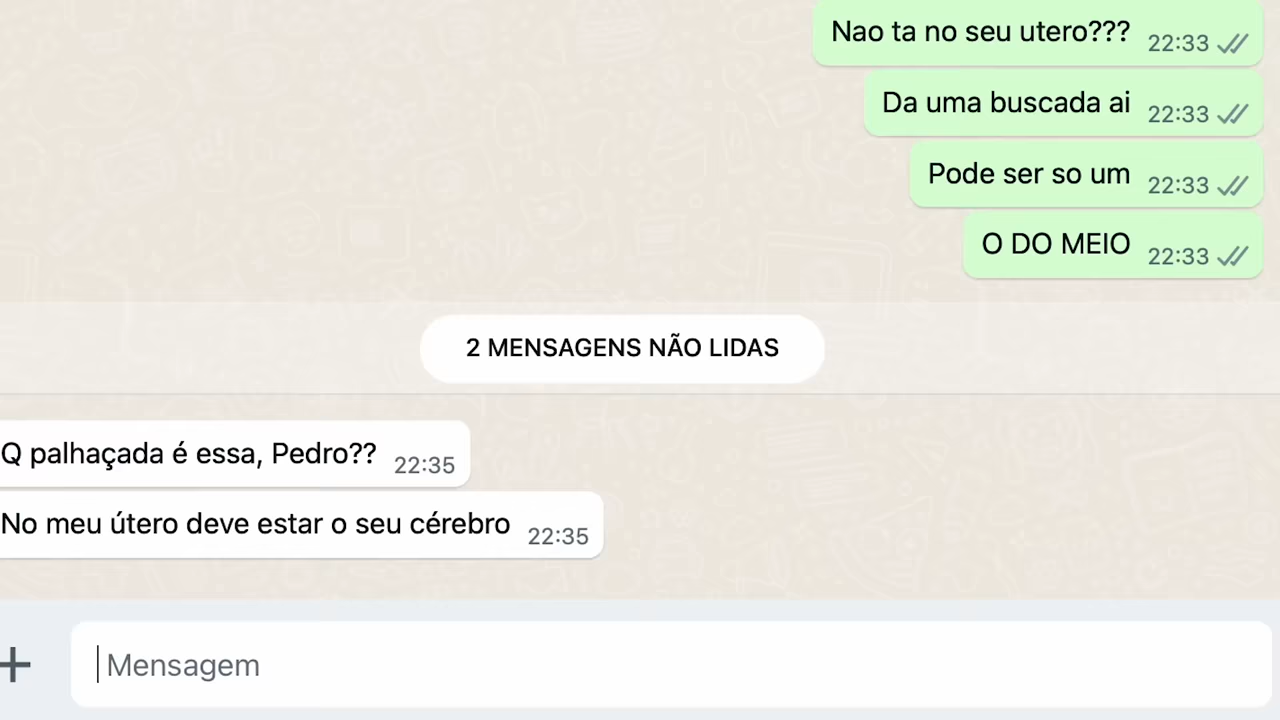 Nao ta no seu utero??? 22:33
Da uma buscada ai 22:33
Pode ser so um 22:33
O DO MEIO 22:33
2 MENSAGENS NÃO LIDAS
Q palhaçada é essa, Pedro?? 22:35
No meu útero deve estar o seu cérebro 22:35
Mensagem